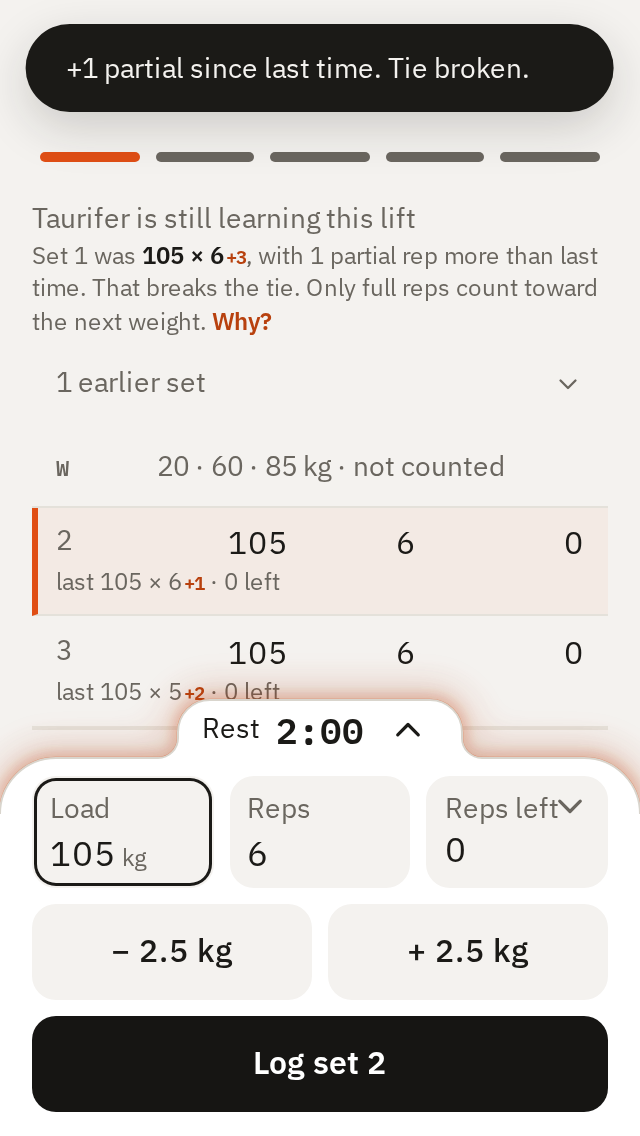 +1 partial since last time. Tie broken.
Taurifer is still learning this lift
Set 1 was 105 × 6 +3, with 1 partial rep more than last
time. That breaks the tie. Only full reps count toward
the next weight. Why?
1 earlier set
W 20 · 60 · 85 kg · not counted
2 105 6 0
last 105 × 6 +1 · 0 left
3 105 6 0
last 105 × 5 +2 · 0 left
Rest 2:00
Load Reps Reps left
105 kg 6 0
− 2.5 kg + 2.5 kg
Log set 2